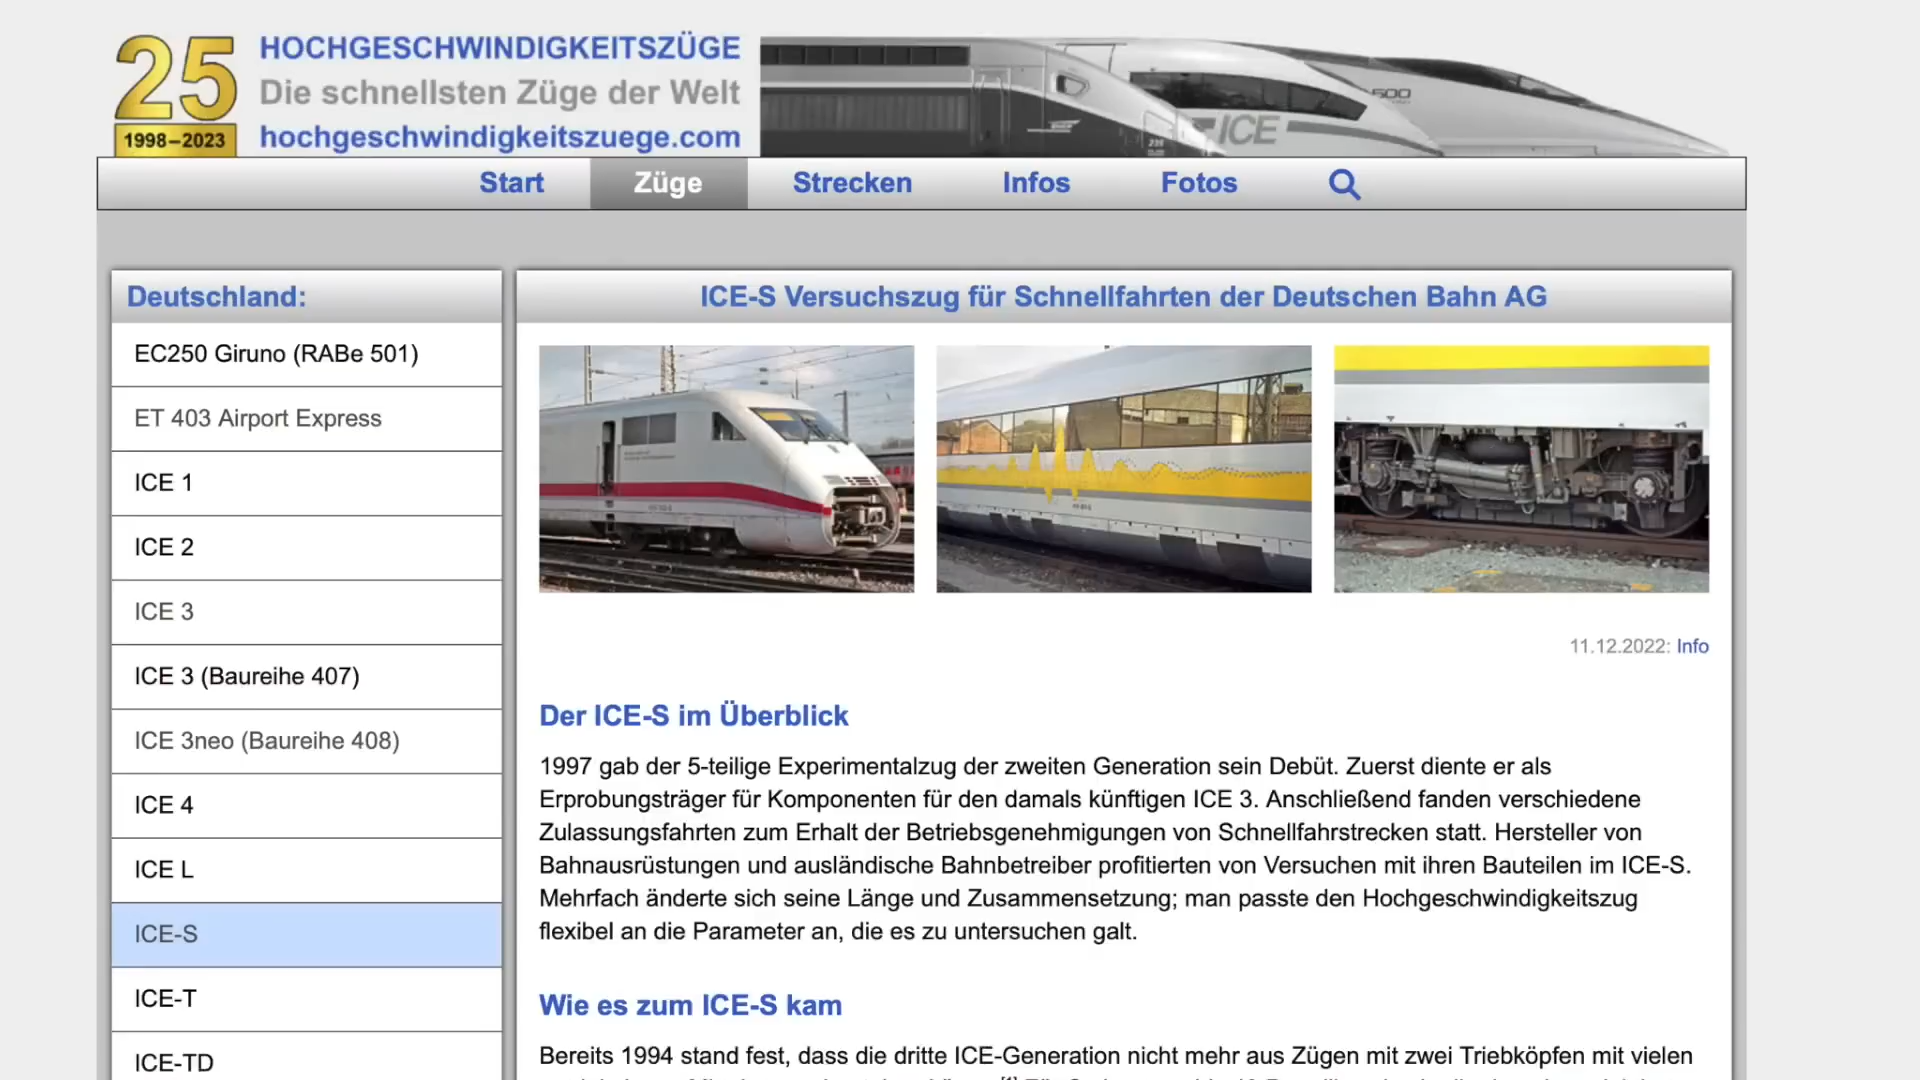 25
1998–2023
HOCHGESCHWINDIGKEITSZÜGE
Die schnellsten Züge der Welt
hochgeschwindigkeitszuege.com
ICE
500
Start
Züge
Strecken
Infos
Fotos
Deutschland:
EC250 Giruno (RABe 501)
ET 403 Airport Express
ICE 1
ICE 2
ICE 3
ICE 3 (Baureihe 407)
ICE 3neo (Baureihe 408)
ICE 4
ICE L
ICE-S
ICE-T
ICE-TD
ICE-S Versuchszug für Schnellfahrten der Deutschen Bahn AG
11.12.2022: Info
Der ICE-S im Überblick
1997 gab der 5-teilige Experimentalzug der zweiten Generation sein Debüt. Zuerst diente er als
Erprobungsträger für Komponenten für den damals künftigen ICE 3. Anschließend fanden verschiedene
Zulassungsfahrten zum Erhalt der Betriebsgenehmigungen von Schnellfahrstrecken statt. Hersteller von
Bahnausrüstungen und ausländische Bahnbetreiber profitierten von Versuchen mit ihren Bauteilen im ICE-S.
Mehrfach änderte sich seine Länge und Zusammensetzung; man passte den Hochgeschwindigkeitszug
flexibel an die Parameter an, die es zu untersuchen galt.
Wie es zum ICE-S kam
Bereits 1994 stand fest, dass die dritte ICE-Generation nicht mehr aus Zügen mit zwei Triebköpfen mit vielen